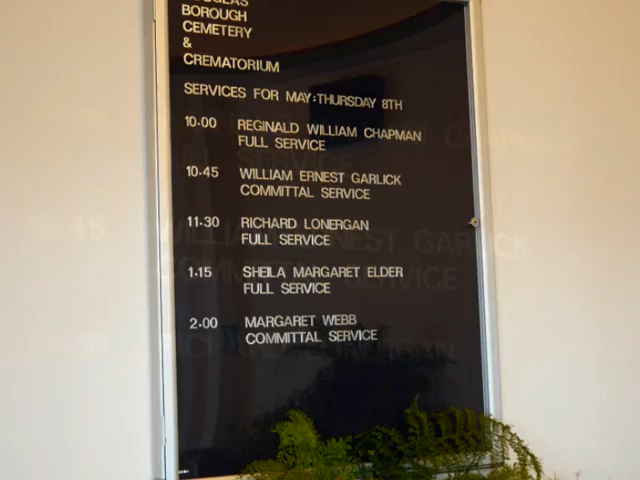 BOROUGH
CEMETERY
&
CREMATORIUM
SERVICES FOR MAY:THURSDAY 8TH
10.00 REGINALD WILLIAM CHAPMAN
FULL SERVICE
10.45 WILLIAM ERNEST GARLICK
COMMITTAL SERVICE
11.30 RICHARD LONERGAN
FULL SERVICE
1.15 SHEILA MARGARET ELDER
FULL SERVICE
2.00 MARGARET WEBB
COMMITTAL SERVICE